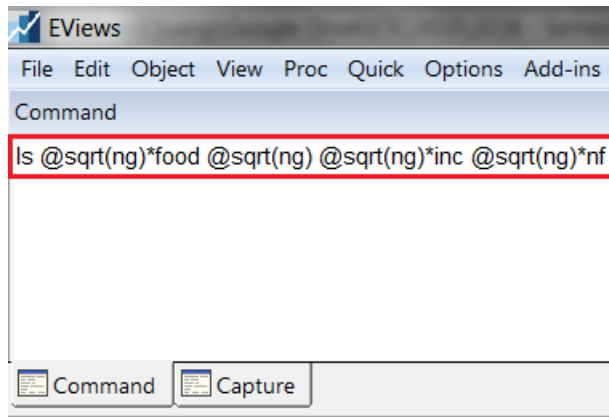 EViews
File Edit Object View Proc Quick Options Add-ins
Command
ls @sqrt(ng)*food @sqrt(ng) @sqrt(ng)*inc @sqrt(ng)*nf
Command Capture